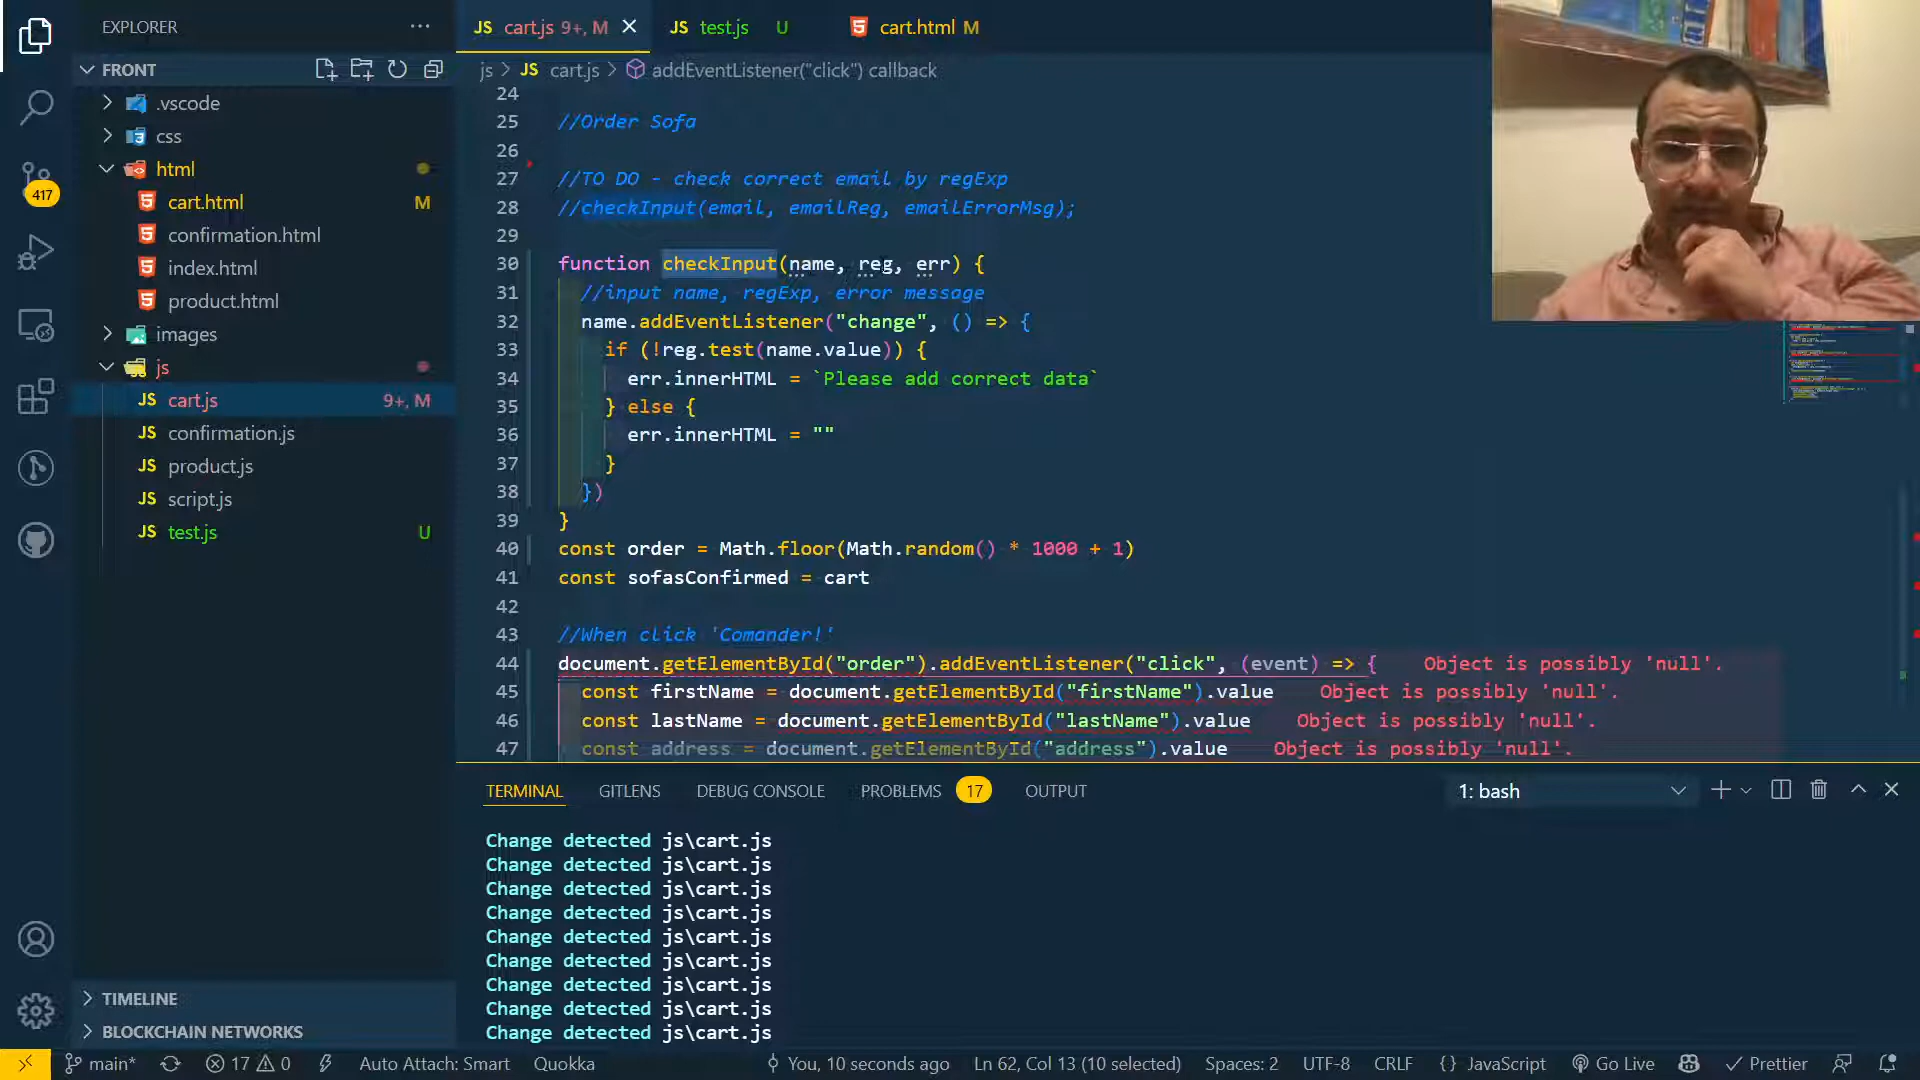 EXPLORER
FRONT
.vscode
css
html
cart.html M
confirmation.html
index.html
product.html
images
js
cart.js 9+, M
confirmation.js
product.js
script.js
test.js U
TIMELINE
BLOCKCHAIN NETWORKS
417
JS cart.js 9+, M JS test.js U cart.html M
js > JS cart.js > addEventListener("click") callback
24
25 //Order Sofa
26
27 //TO DO - check correct email by regExp
28 //checkInput(email, emailReg, emailErrorMsg);
29
30 function checkInput(name, reg, err) {
31 //input name, regExp, error message
32 name.addEventListener("change", () => {
33 if (!reg.test(name.value)) {
34 err.innerHTML = `Please add correct data`
35 } else {
36 err.innerHTML = ""
37 }
38 })
39 }
40 const order = Math.floor(Math.random() * 1000 + 1)
41 const sofasConfirmed = cart
42
43 //When click 'Comander!'
44 document.getElementById("order").addEventListener("click", (event) => { Object is possibly 'null'.
45 const firstName = document.getElementById("firstName").value Object is possibly 'null'.
46 const lastName = document.getElementById("lastName").value Object is possibly 'null'.
47 const address = document.getElementById("address").value Object is possibly 'null'.
TERMINAL GITLENS DEBUG CONSOLE PROBLEMS 17 OUTPUT 1: bash
Change detected js\cart.js
Change detected js\cart.js
Change detected js\cart.js
Change detected js\cart.js
Change detected js\cart.js
Change detected js\cart.js
Change detected js\cart.js
Change detected js\cart.js
Change detected js\cart.js
main* 17 0 Auto Attach: Smart Quokka You, 10 seconds ago Ln 62, Col 13 (10 selected) Spaces: 2 UTF-8 CRLF {} JavaScript Go Live Prettier